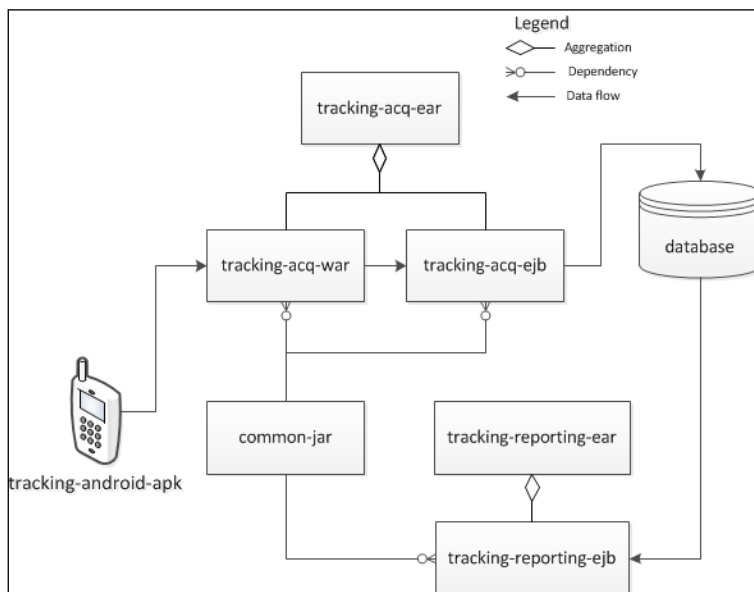 Legend
Aggregation
Dependency
Data flow
tracking-acq-ear
tracking-acq-war
tracking-acq-ejb
database
common-jar
tracking-reporting-ear
tracking-android-apk
tracking-reporting-ejb